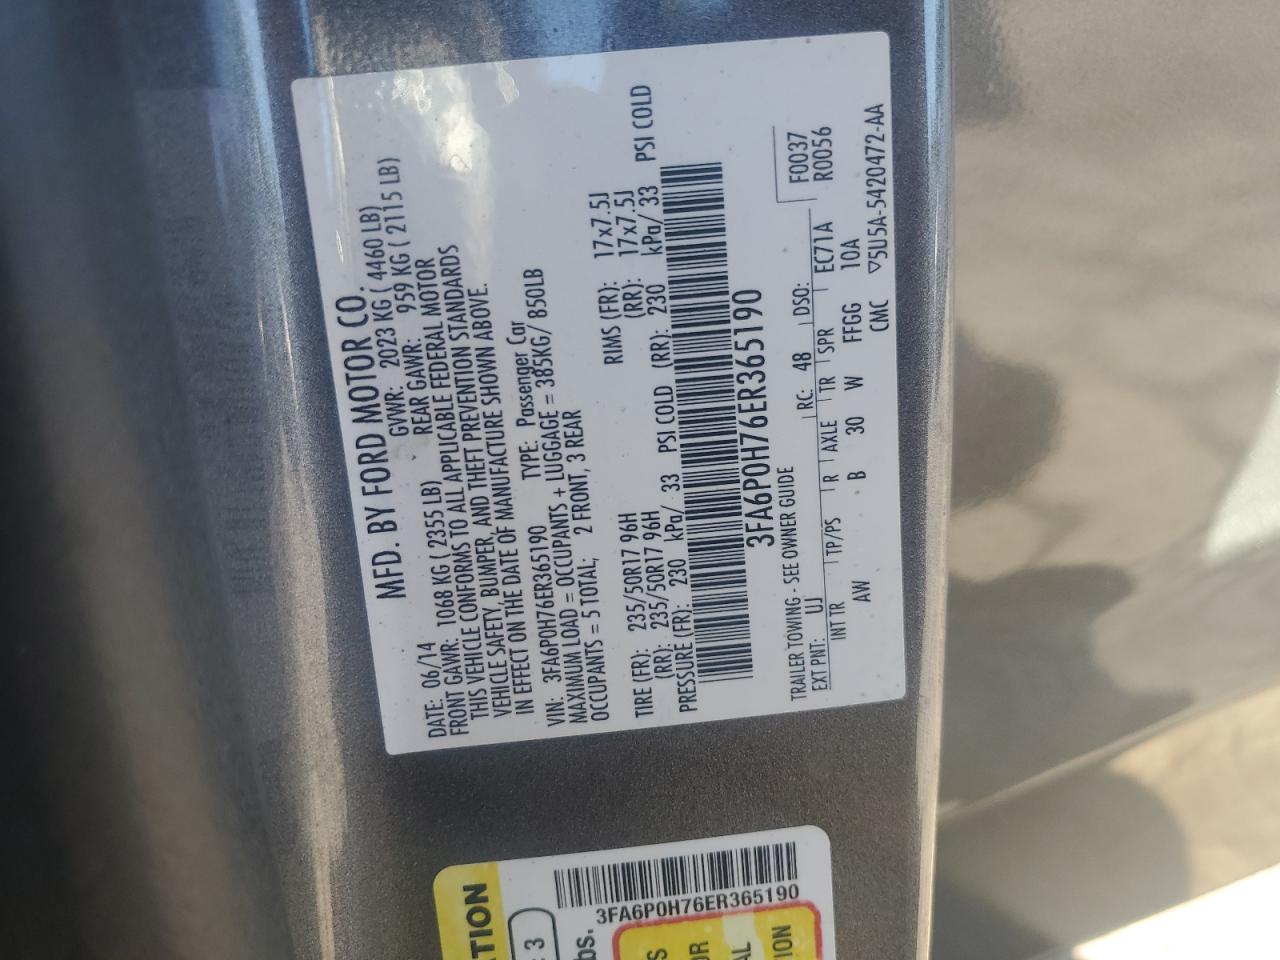 MFD. BY FORD MOTOR CO.
DATE: 06/14 GVWR: 2023 KG ( 4460 LB)
FRONT GAWR: 1068 KG ( 2355 LB) REAR GAWR: 959 KG ( 2115 LB)
THIS VEHICLE CONFORMS TO ALL APPLICABLE FEDERAL MOTOR
VEHICLE SAFETY, BUMPER, AND THEFT PREVENTION STANDARDS
IN EFFECT ON THE DATE OF MANUFACTURE SHOWN ABOVE.
VIN: 3FA6P0H76ER365190 TYPE: Passenger Car
MAXIMUM LOAD = OCCUPANTS + LUGGAGE = 385KG/ 850LB
OCCUPANTS = 5 TOTAL; 2 FRONT, 3 REAR
TIRE (FR): 235/50R17 96H RIMS (FR): 17x7.5J
(RR): 235/50R17 96H (RR): 17x7.5J
PRESSURE (FR): 230 kPa/ 33 PSI COLD (RR): 230 kPa/ 33 PSI COLD
3FA6P0H76ER365190
F0037
R0056
TRAILER TOWING - SEE OWNER GUIDE
EXT PNT: UJ RC: 48 DSO: EC71A
INT TR TP/PS R AXLE TR SPR 10A
AW B 30 W FFGG
CMC ▽5U5A-5420472-AA
TION
3
3FA6P0H76ER365190
bs.
S
OR
AL
TION